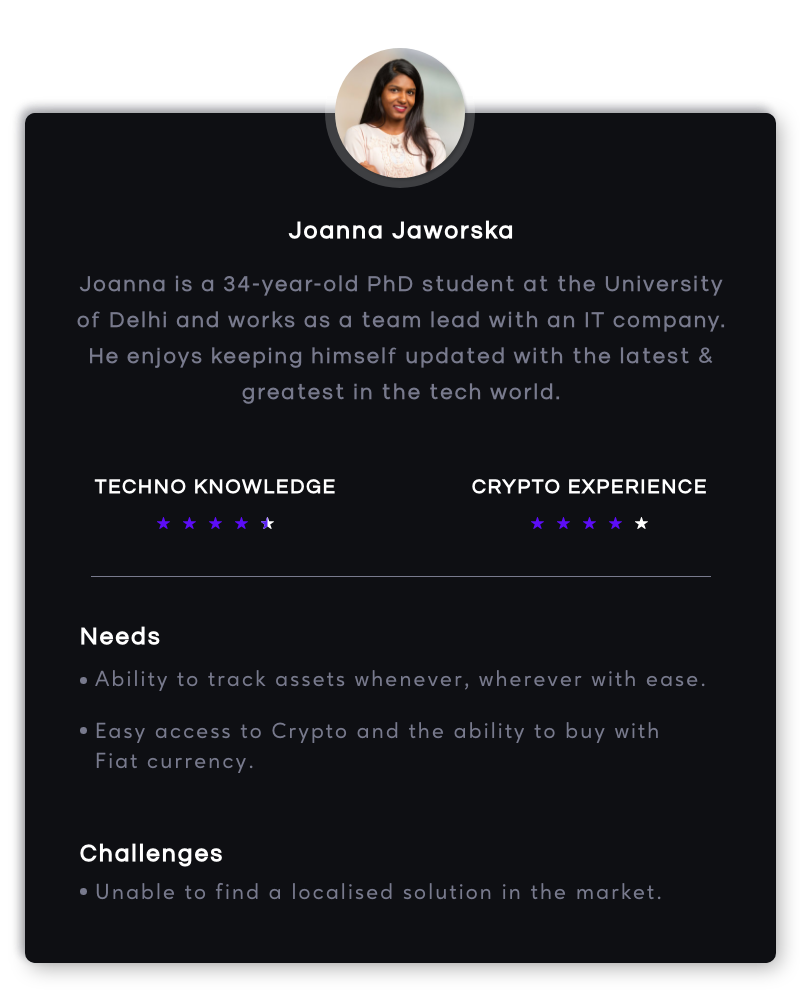 Joanna Jaworska
Joanna is a 34-year-old PhD student at the University
of Delhi and works as a team lead with an IT company.
He enjoys keeping himself updated with the latest &
greatest in the tech world.
TECHNO KNOWLEDGE
CRYPTO EXPERIENCE
Needs
• Ability to track assets whenever, wherever with ease.
• Easy access to Crypto and the ability to buy with
Fiat currency.
Challenges
• Unable to find a localised solution in the market.